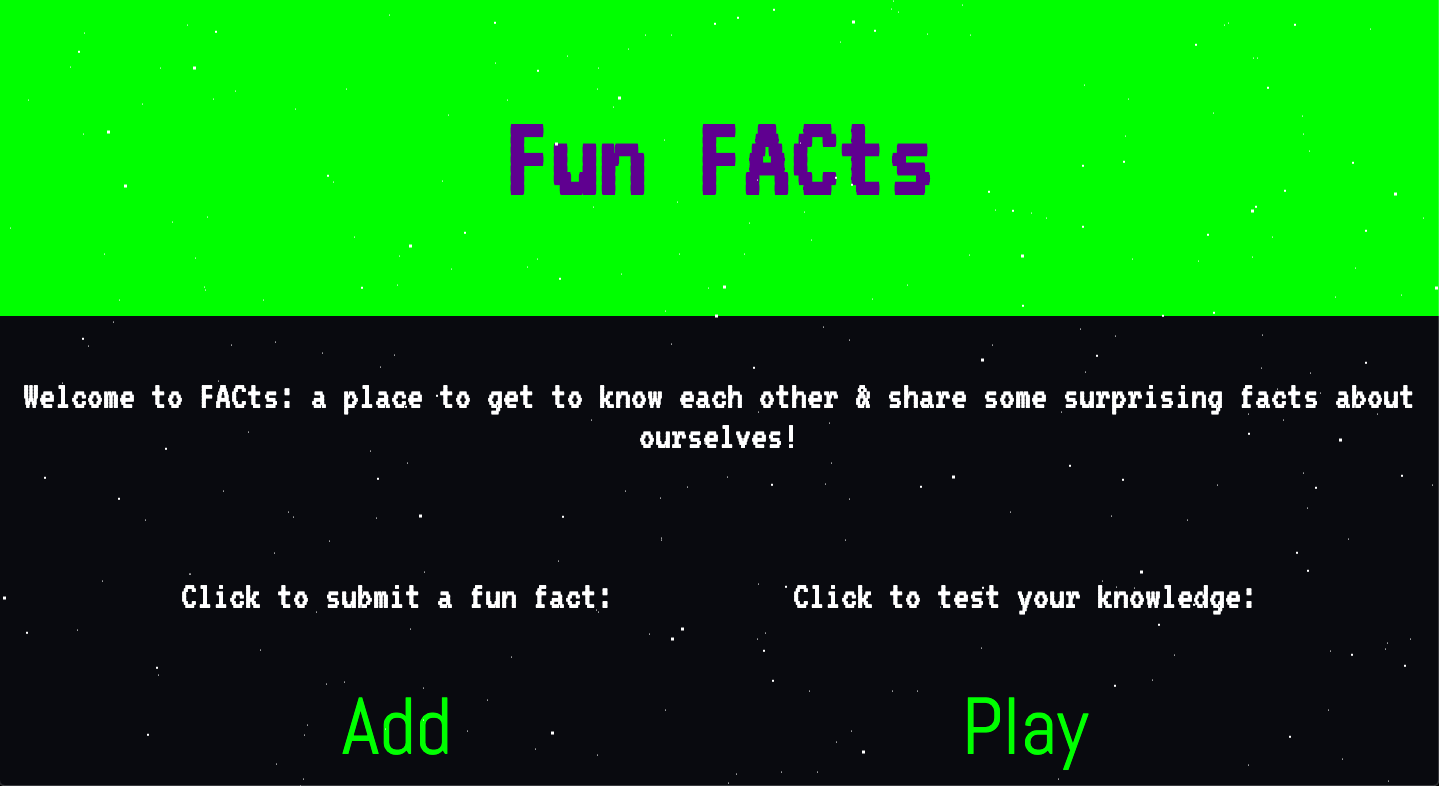 Fun FACts
Welcome to FACts: a place to get to know each other & share some surprising facts about
ourselves!
Click to submit a fun fact:
Click to test your knowledge:
Add
Play